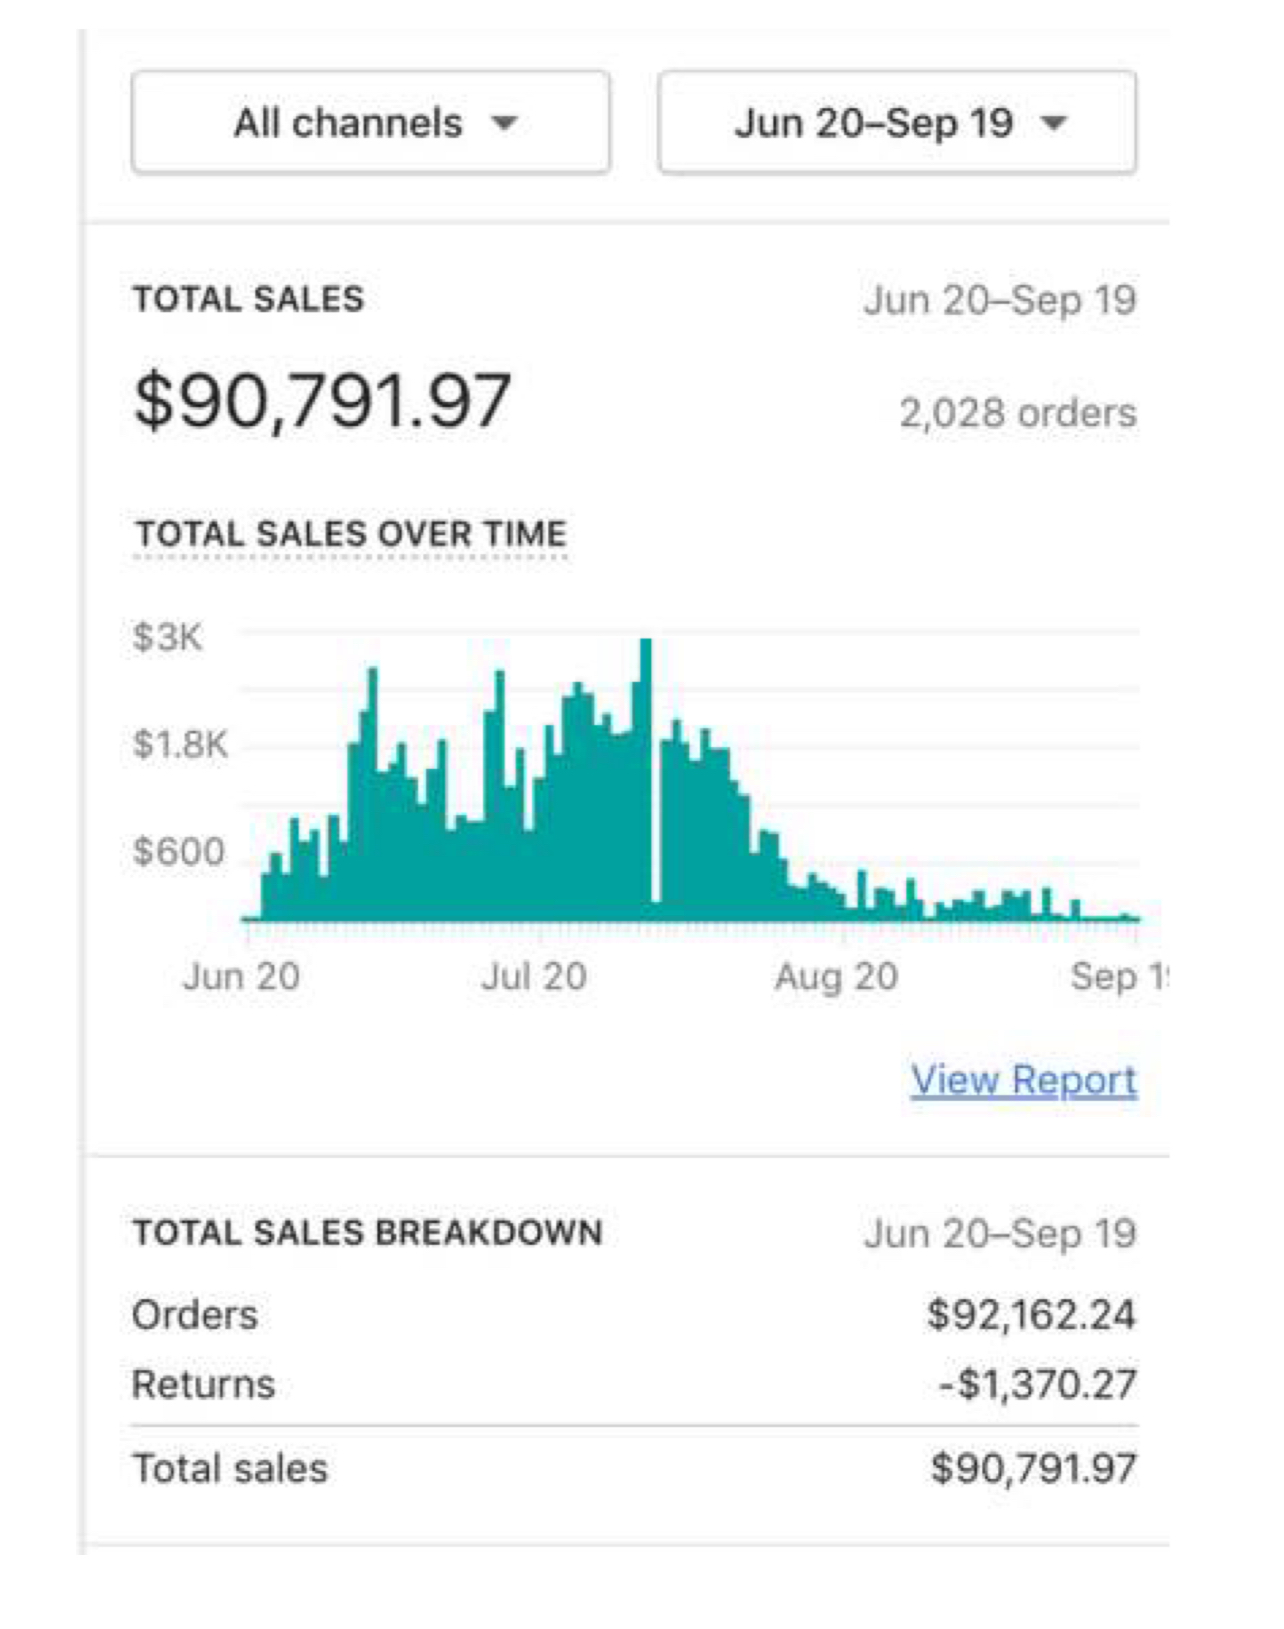 All channels
Jun 20–Sep 19
TOTAL SALES
Jun 20–Sep 19
$90,791.97
2,028 orders
TOTAL SALES OVER TIME
$3K
$1.8K
$600
Jun 20
Jul 20
Aug 20
Sep 1
View Report
TOTAL SALES BREAKDOWN
Jun 20–Sep 19
Orders
$92,162.24
Returns
-$1,370.27
Total sales
$90,791.97